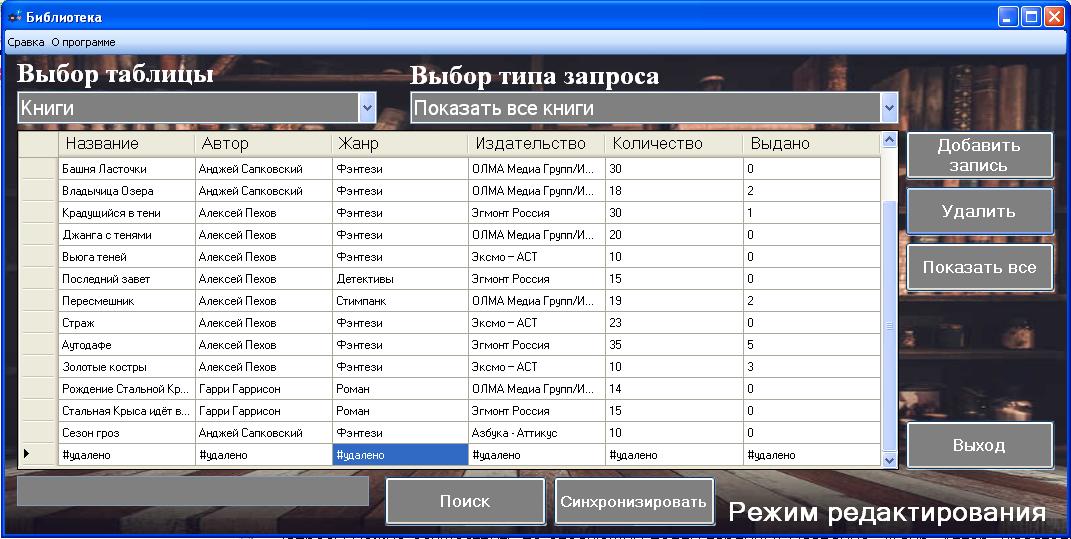 Библиотека
Сравка О программе
Выбор таблицы Выбор типа запроса
Книги Показать все книги
Название Автор Жанр Издательство Количество Выдано
Башня Ласточки Анджей Сапковский Фэнтези ОЛМА Медиа Групп/И... 30 0
Владычица Озера Анджей Сапковский Фэнтези ОЛМА Медиа Групп/И... 18 2
Крадущийся в тени Алексей Пехов Фэнтези Эгмонт Россия 30 1
Джанга с тенями Алексей Пехов Фэнтези ОЛМА Медиа Групп/И... 20 0
Вьюга теней Алексей Пехов Фэнтези Эксмо – АСТ 10 0
Последний завет Алексей Пехов Детективы Эгмонт Россия 15 0
Пересмешник Алексей Пехов Стимпанк ОЛМА Медиа Групп/И... 19 2
Страж Алексей Пехов Фэнтези Эксмо – АСТ 23 0
Аутодафе Алексей Пехов Фэнтези Эгмонт Россия 35 5
Золотые костры Алексей Пехов Фэнтези Эксмо – АСТ 10 3
Рождение Стальной Кр... Гарри Гаррисон Роман ОЛМА Медиа Групп/И... 14 0
Стальная Крыса идёт в... Гарри Гаррисон Роман Эгмонт Россия 15 0
Сезон гроз Анджей Сапковский Фэнтези Азбука - Аттикус 10 0
#удалено #удалено #удалено #удалено #удалено #удалено
Добавить
запись
Удалить
Показать все
Выход
Поиск Синхронизировать Режим редактирования